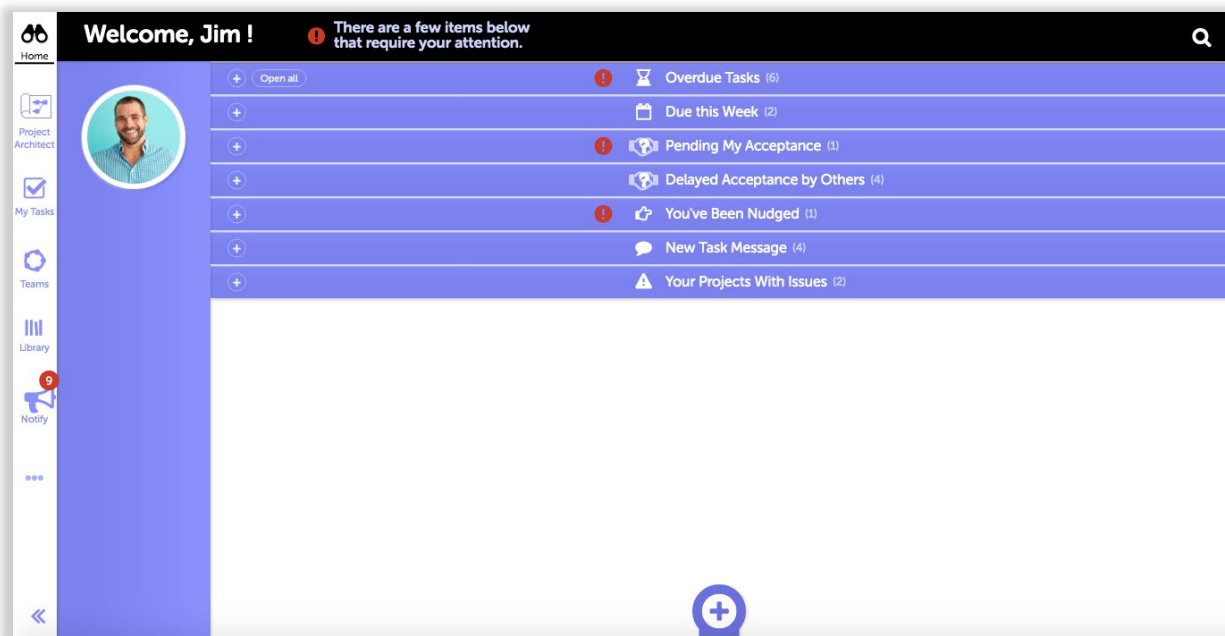 Home
Welcome, Jim !
There are a few items below
that require your attention.
Project
Architect
My Tasks
Teams
Library
9
Notify
Open all
Overdue Tasks (6)
Due this Week (2)
Pending My Acceptance (1)
Delayed Acceptance by Others (4)
You've Been Nudged (1)
New Task Message (4)
Your Projects With Issues (2)